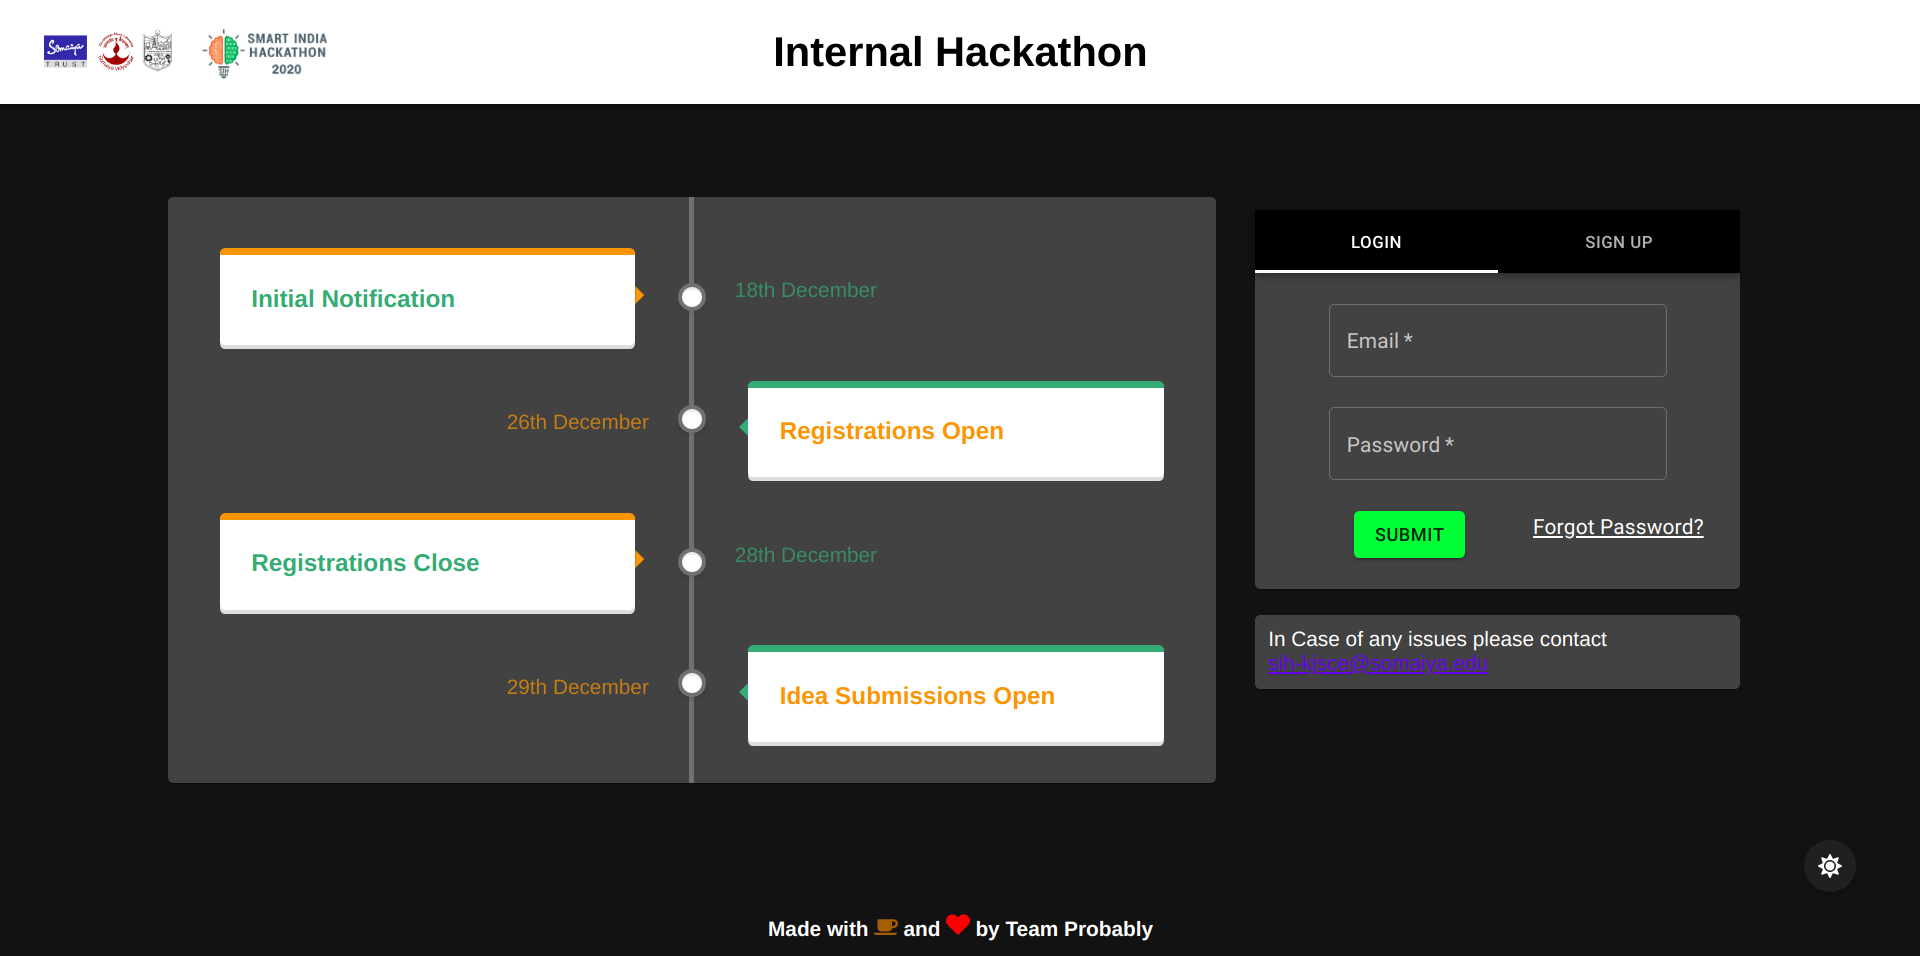 Somaiya
TRUST
SMART INDIA
HACKATHON
2020
Internal Hackathon
Initial Notification
18th December
26th December
Registrations Open
Registrations Close
28th December
29th December
Idea Submissions Open
LOGIN
SIGN UP
Email *
Password *
SUBMIT
Forgot Password?
In Case of any issues please contact
sih-kjsce@somaiya.edu
Made with and by Team Probably